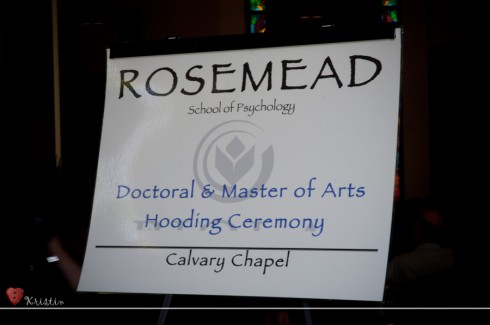 ROSEMEAD
School of Psychology
Doctoral & Master of Arts
Hooding Ceremony
Calvary Chapel
Kristin